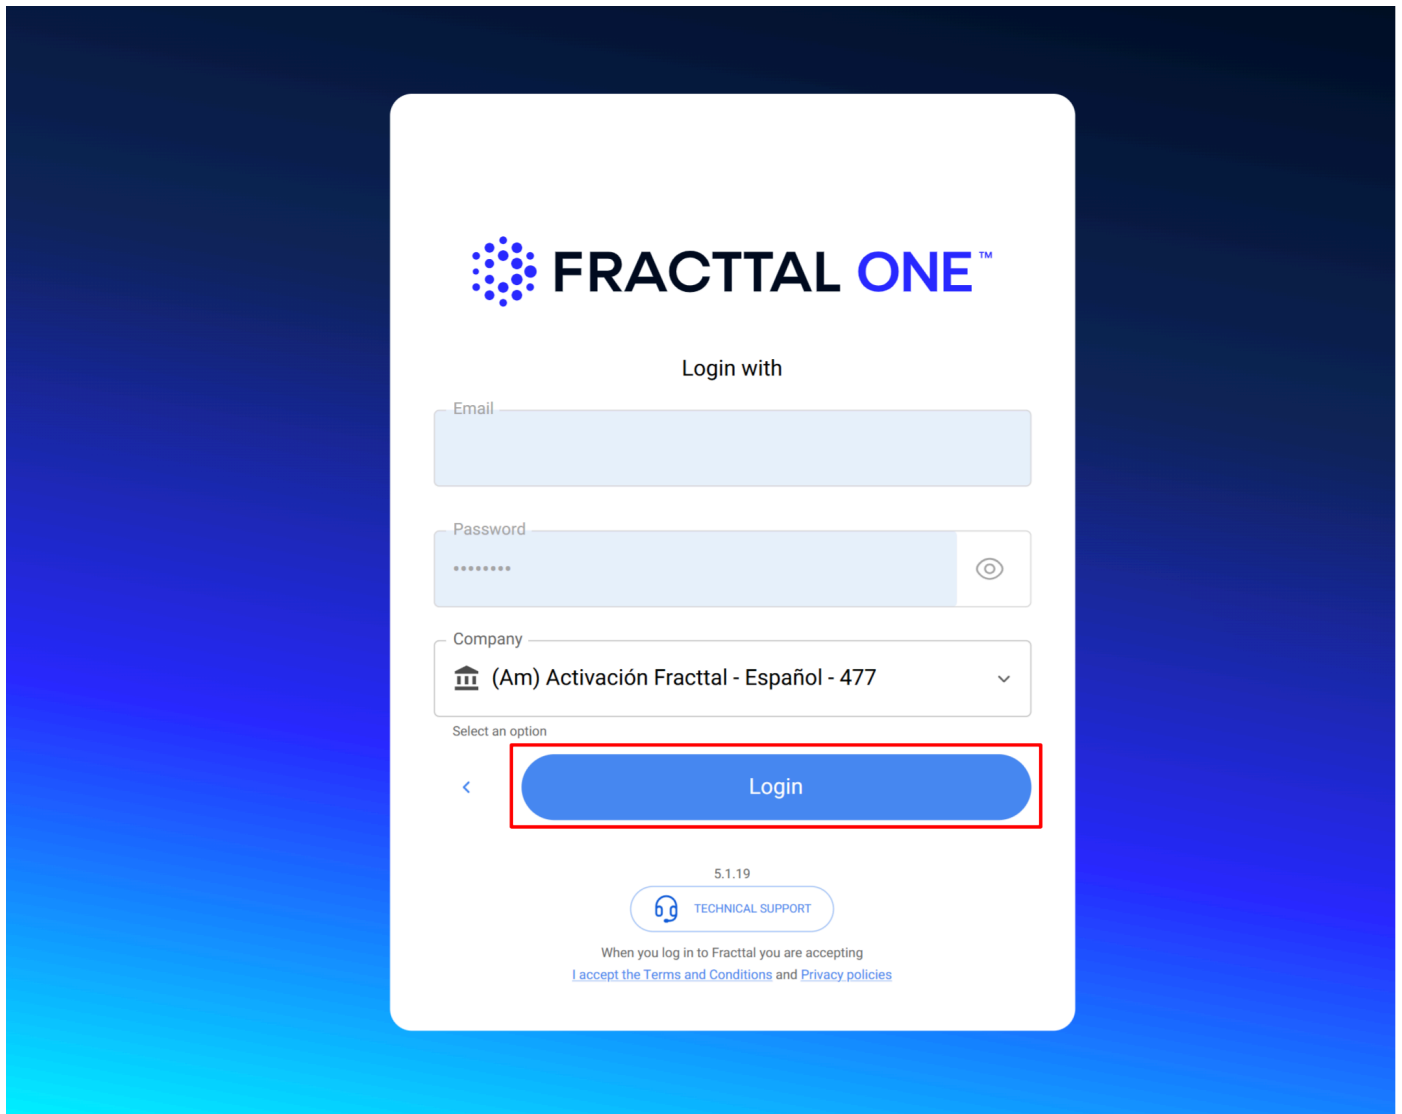 FRACTTAL ONE™
Login with
Email
Password
••••••••
Company
(Am) Activación Fracttal - Español - 477
Select an option
Login
5.1.19
TECHNICAL SUPPORT
When you log in to Fracttal you are accepting
I accept the Terms and Conditions and Privacy policies